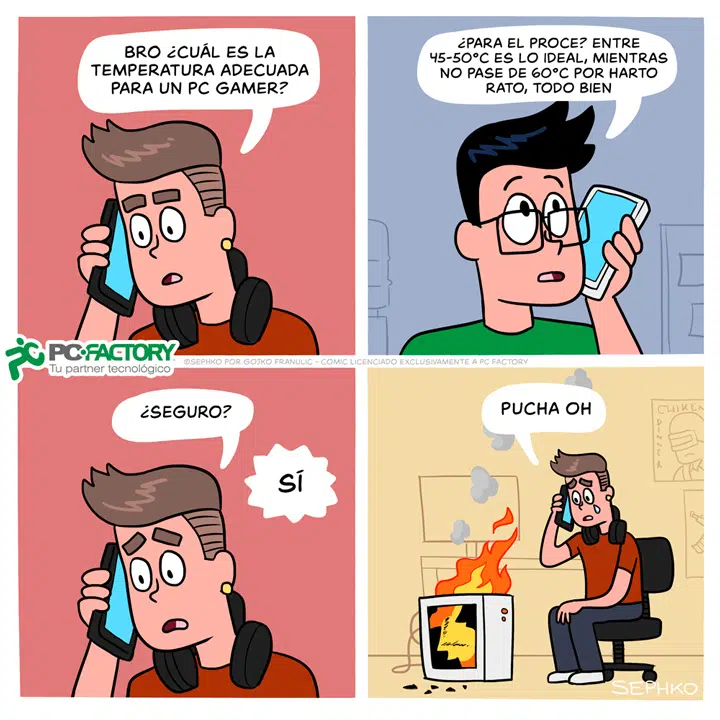 BRO ¿CUÁL ES LA
TEMPERATURA ADECUADA
PARA UN PC GAMER?
¿PARA EL PROCE? ENTRE
45-50°C ES LO IDEAL, MIENTRAS
NO PASE DE 60°C POR HARTO
RATO, TODO BIEN
PC FACTORY
Tu partner tecnológico
©SEPHKO POR GOJKO FRANULIC - COMIC LICENCIADO EXCLUSIVAMENTE A PC FACTORY
¿SEGURO?
SÍ
PUCHA OH
CHIKEN
DINNER
SEPHKO